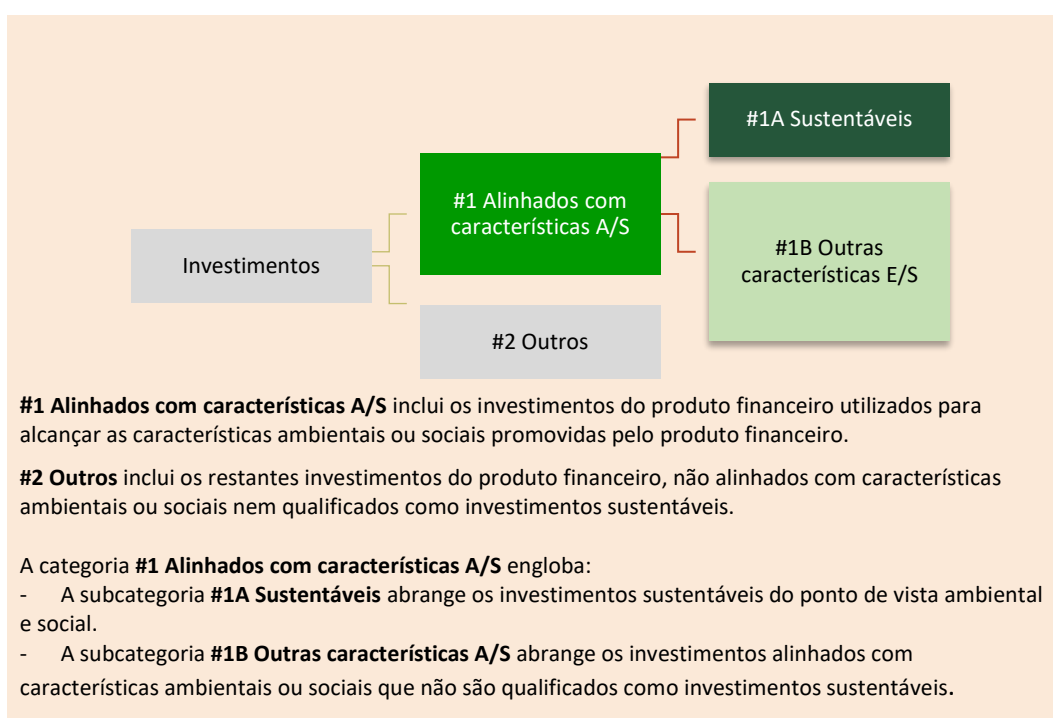 #1A Sustentáveis
#1 Alinhados com
características A/S
#1B Outras
características E/S
Investimentos
#2 Outros
#1 Alinhados com características A/S inclui os investimentos do produto financeiro utilizados para
alcançar as características ambientais ou sociais promovidas pelo produto financeiro.
#2 Outros inclui os restantes investimentos do produto financeiro, não alinhados com características
ambientais ou sociais nem qualificados como investimentos sustentáveis.
A categoria #1 Alinhados com características A/S engloba:
- A subcategoria #1A Sustentáveis abrange os investimentos sustentáveis do ponto de vista ambiental
e social.
- A subcategoria #1B Outras características A/S abrange os investimentos alinhados com
características ambientais ou sociais que não são qualificados como investimentos sustentáveis.